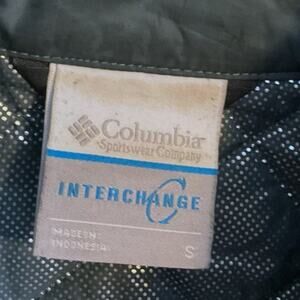 Columbia
Sportswear Company
INTERCHANGE
MADE IN
INDONESIA
S